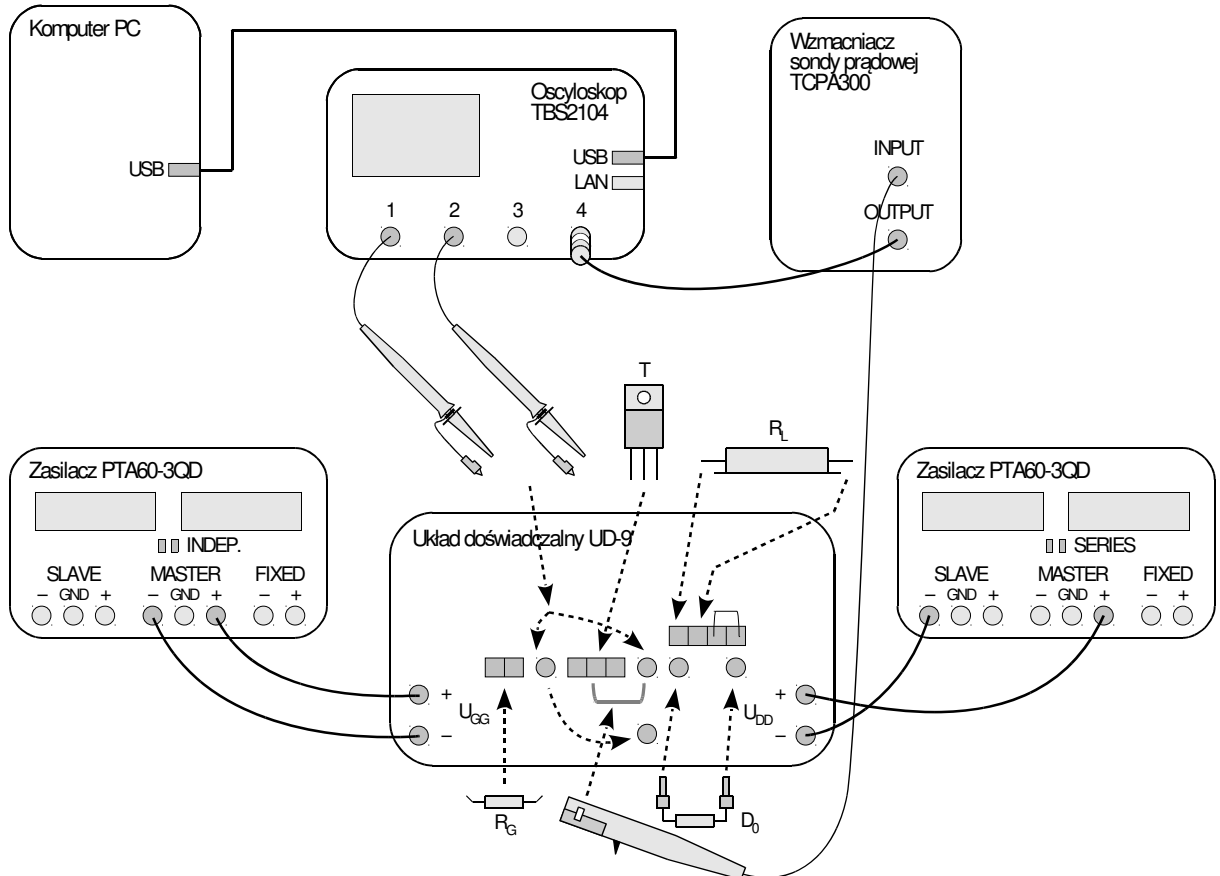 Komputer PC
USB
Oscyloskop
TBS2104
USB
LAN
1 2 3 4
Wzmacniacz
sondy prądowej
TCPA300
INPUT
OUTPUT
T
R_L
Zasilacz PTA60-3QD
INDEP.
SLAVE MASTER FIXED
− GND + − GND + − +
Układ doświadczalny UD-9
+
U_GG
−
+
U_DD
−
R_G
D_0
Zasilacz PTA60-3QD
SERIES
SLAVE MASTER FIXED
− GND + − GND + − +